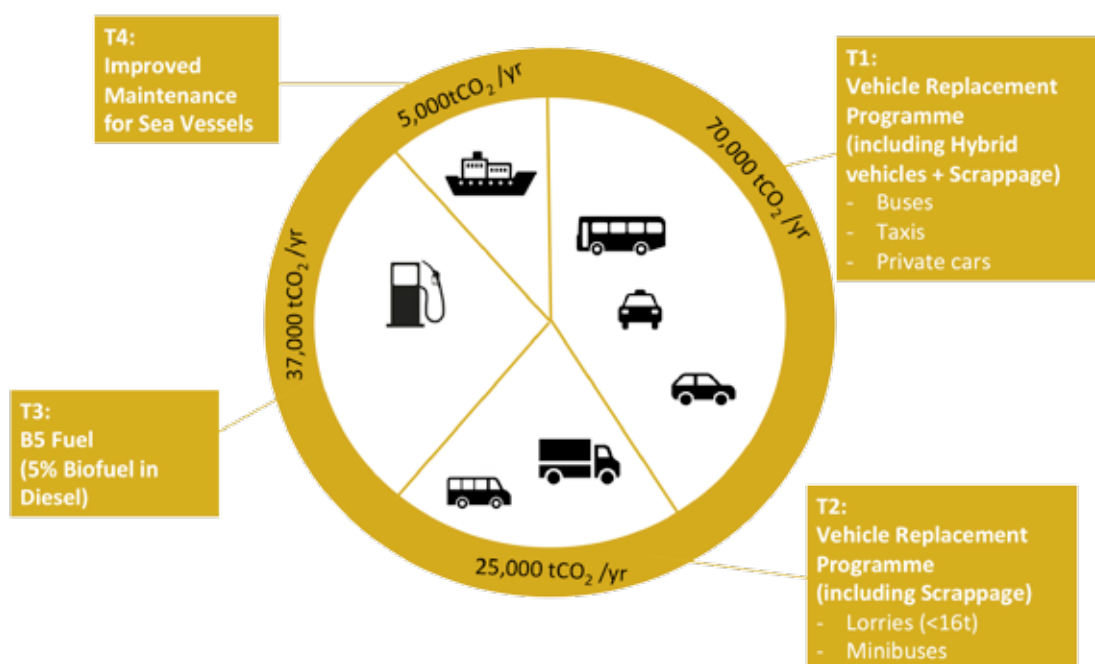 T4:
Improved
Maintenance
for Sea Vessels
5,000tCO₂ /yr
70,000 tCO₂ /yr
T1:
Vehicle Replacement
Programme
(including Hybrid
vehicles + Scrappage)
- Buses
- Taxis
- Private cars
37,000 tCO₂ /yr
T3:
B5 Fuel
(5% Biofuel in
Diesel)
25,000 tCO₂ /yr
T2:
Vehicle Replacement
Programme
(including Scrappage)
- Lorries (<16t)
- Minibuses